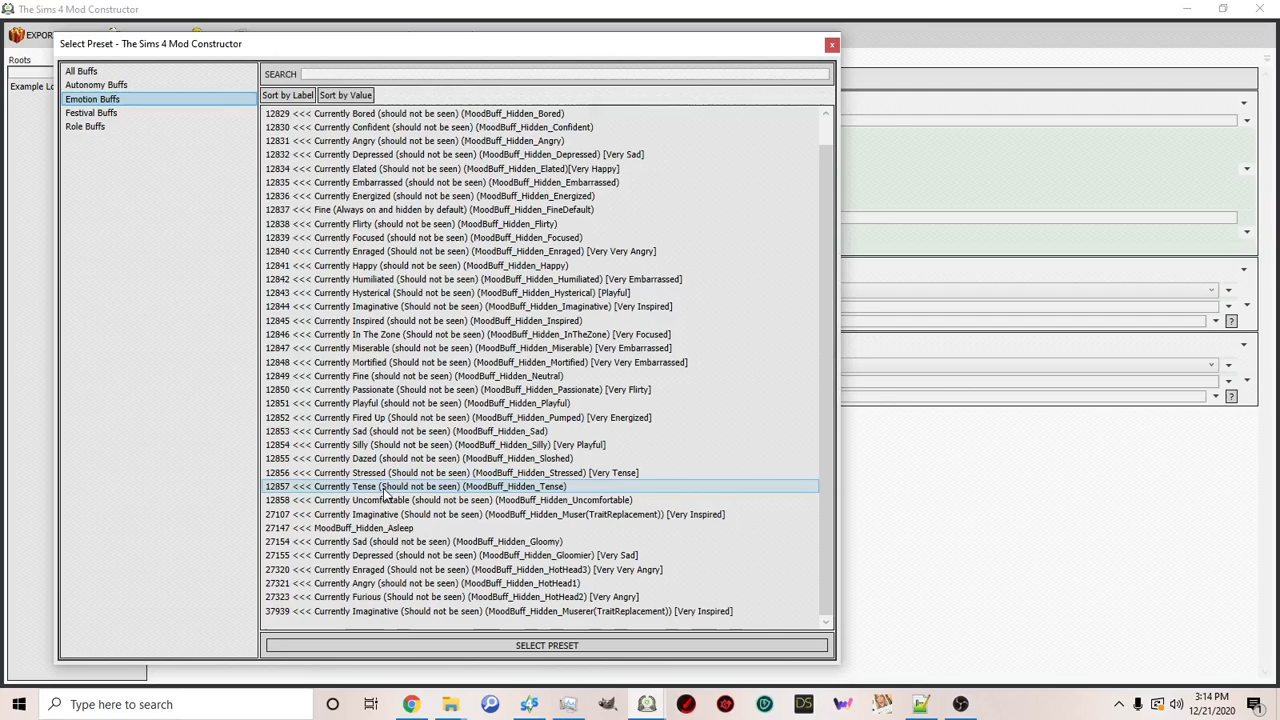 The Sims 4 Mod Constructor
EXPOR
Select Preset - The Sims 4 Mod Constructor
x
Roots
Example Lo
All Buffs
Autonomy Buffs
Emotion Buffs
Festival Buffs
Role Buffs
SEARCH
Sort by Label
Sort by Value
12829 <<< Currently Bored (should not be seen) (MoodBuff_Hidden_Bored)
12830 <<< Currently Confident (should not be seen) (MoodBuff_Hidden_Confident)
12831 <<< Currently Angry (should not be seen) (MoodBuff_Hidden_Angry)
12832 <<< Currently Depressed (should not be seen) (MoodBuff_Hidden_Depressed) [Very Sad]
12834 <<< Currently Elated (Should not be seen) (MoodBuff_Hidden_Elated)[Very Happy]
12835 <<< Currently Embarrassed (should not be seen) (MoodBuff_Hidden_Embarrassed)
12836 <<< Currently Energized (should not be seen) (MoodBuff_Hidden_Energized)
12837 <<< Fine (Always on and hidden by default) (MoodBuff_Hidden_FineDefault)
12838 <<< Currently Flirty (should not be seen) (MoodBuff_Hidden_Flirty)
12839 <<< Currently Focused (should not be seen) (MoodBuff_Hidden_Focused)
12840 <<< Currently Enraged (should not be seen) (MoodBuff_Hidden_Enraged) [Very Very Angry]
12841 <<< Currently Happy (should not be seen) (MoodBuff_Hidden_Happy)
12842 <<< Currently Humiliated (should not be seen) (MoodBuff_Hidden_Humiliated) [Very Embarrassed]
12843 <<< Currently Hysterical (Should not be seen) (MoodBuff_Hidden_Hysterical) [Playful]
12844 <<< Currently Imaginative (Should not be seen) (MoodBuff_Hidden_Imaginative) [Very Inspired]
12845 <<< Currently Inspired (Should not be seen) (MoodBuff_Hidden_Inspired)
12846 <<< Currently In The Zone (Should not be seen) (MoodBuff_Hidden_InTheZone) [Very Focused]
12847 <<< Currently Miserable (Should not be seen) (MoodBuff_Hidden_Miserable) [Very Embarrassed]
12848 <<< Currently Mortified (Should not be seen) (MoodBuff_Hidden_Mortified) [Very Very Embarrassed]
12849 <<< Currently Fine (Should not be seen) (MoodBuff_Hidden_Neutral)
12850 <<< Currently Passionate (Should not be seen) (MoodBuff_Hidden_Passionate) [Very Flirty]
12851 <<< Currently Playful (Should not be seen) (MoodBuff_Hidden_Playful)
12852 <<< Currently Fired Up (Should not be seen) (MoodBuff_Hidden_Pumped) [Very Energized]
12853 <<< Currently Sad (should not be seen) (MoodBuff_Hidden_Sad)
12854 <<< Currently Silly (Should not be seen) (MoodBuff_Hidden_Silly) [Very Playful]
12855 <<< Currently Dazed (should not be seen) (MoodBuff_Hidden_Sloshed)
12856 <<< Currently Stressed (Should not be seen) (MoodBuff_Hidden_Stressed) [Very Tense]
12857 <<< Currently Tense (Should not be seen) (MoodBuff_Hidden_Tense)
12858 <<< Currently Uncomfortable (should not be seen) (MoodBuff_Hidden_Uncomfortable)
27107 <<< Currently Imaginative (Should not be seen) (MoodBuff_Hidden_Muser(TraitReplacement)) [Very Inspired]
27147 <<< MoodBuff_Hidden_Asleep
27154 <<< Currently Sad (should not be seen) (MoodBuff_Hidden_Gloomy)
27155 <<< Currently Depressed (should not be seen) (MoodBuff_Hidden_Gloomier) [Very Sad]
27320 <<< Currently Enraged (Should not be seen) (MoodBuff_Hidden_HotHead3) [Very Very Angry]
27321 <<< Currently Angry (Should not be seen) (MoodBuff_Hidden_HotHead1)
27323 <<< Currently Furious (Should not be seen) (MoodBuff_Hidden_HotHead2) [Very Angry]
37939 <<< Currently Imaginative (Should not be seen) (MoodBuff_Hidden_Muserer(TraitReplacement)) [Very Inspired]
SELECT PRESET
?
?
Type here to search
DS
3:14 PM
12/21/2020
1